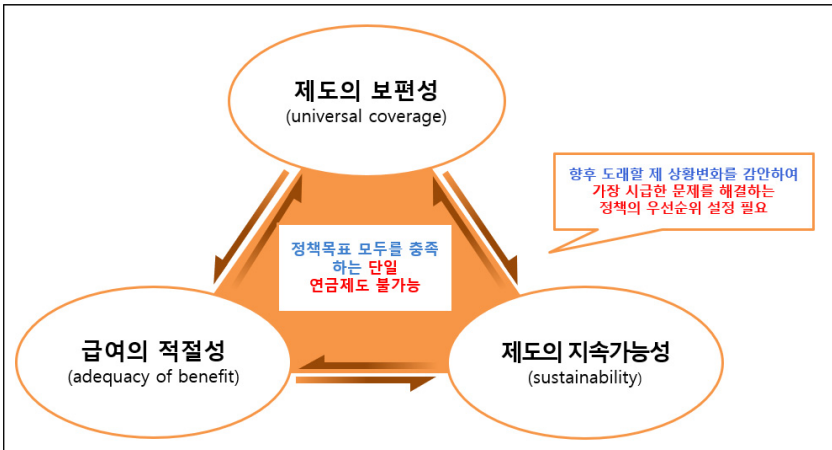 제도의 보편성
(universal coverage)
향후 도래할 제 상황변화를 감안하여
가장 시급한 문제를 해결하는
정책의 우선순위 설정 필요
정책목표 모두를 충족
하는 단일
연금제도 불가능
급여의 적절성
(adequacy of benefit)
제도의 지속가능성
(sustainability)